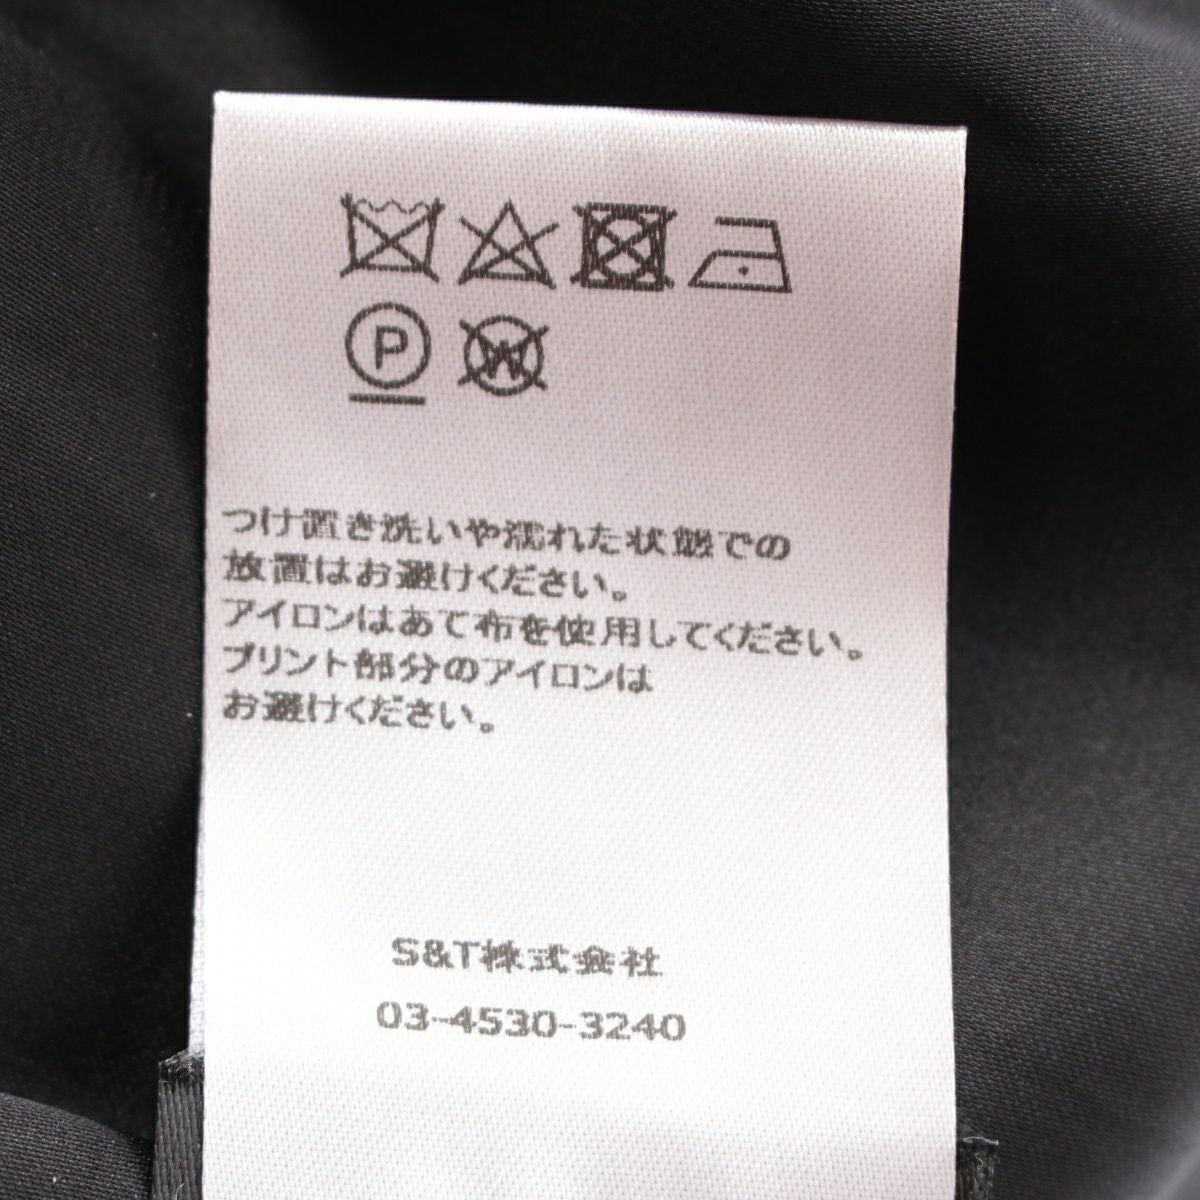 P
W
つけ置き洗いや濡れた状態での
放置はお避けください。
アイロンはあて布を使用してください。
プリント部分のアイロンは
お避けください。
S&T株式会社
03-4530-3240